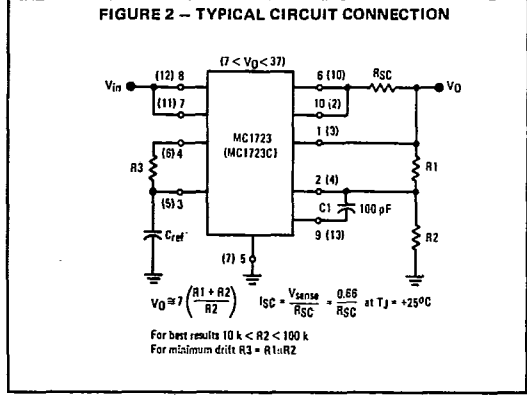 FIGURE 2 – TYPICAL CIRCUIT CONNECTION
(7 < VO < 37)
(12) 8
6 (10)
RSC
Vin
VO
(11) 7
10 (2)
MC1723
(MC1723C)
1 (3)
(6) 4
R3
R1
2 (4)
C1
100 pF
(5) 3
9 (13)
R2
Cref
(7) 5
VO ≅ 7 (R1 + R2 / R2) ISC = Vsense / RSC = 0.66 / RSC at TJ = +25°C
For best results 10 k < R2 < 100 k
For minimum drift R3 = R1||R2